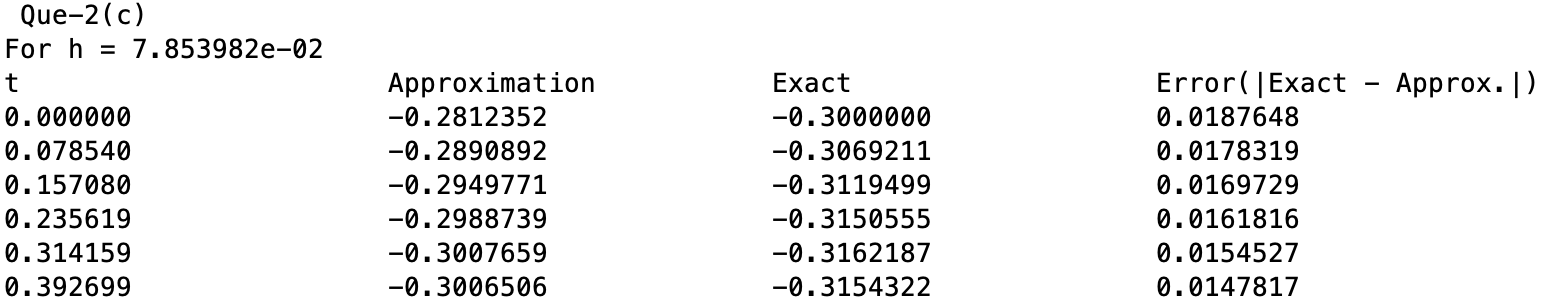 Que-2(c)
For h = 7.853982e-02
t Approximation Exact Error(|Exact - Approx.|)
0.000000 -0.2812352 -0.3000000 0.0187648
0.078540 -0.2890892 -0.3069211 0.0178319
0.157080 -0.2949771 -0.3119499 0.0169729
0.235619 -0.2988739 -0.3150555 0.0161816
0.314159 -0.3007659 -0.3162187 0.0154527
0.392699 -0.3006506 -0.3154322 0.0147817